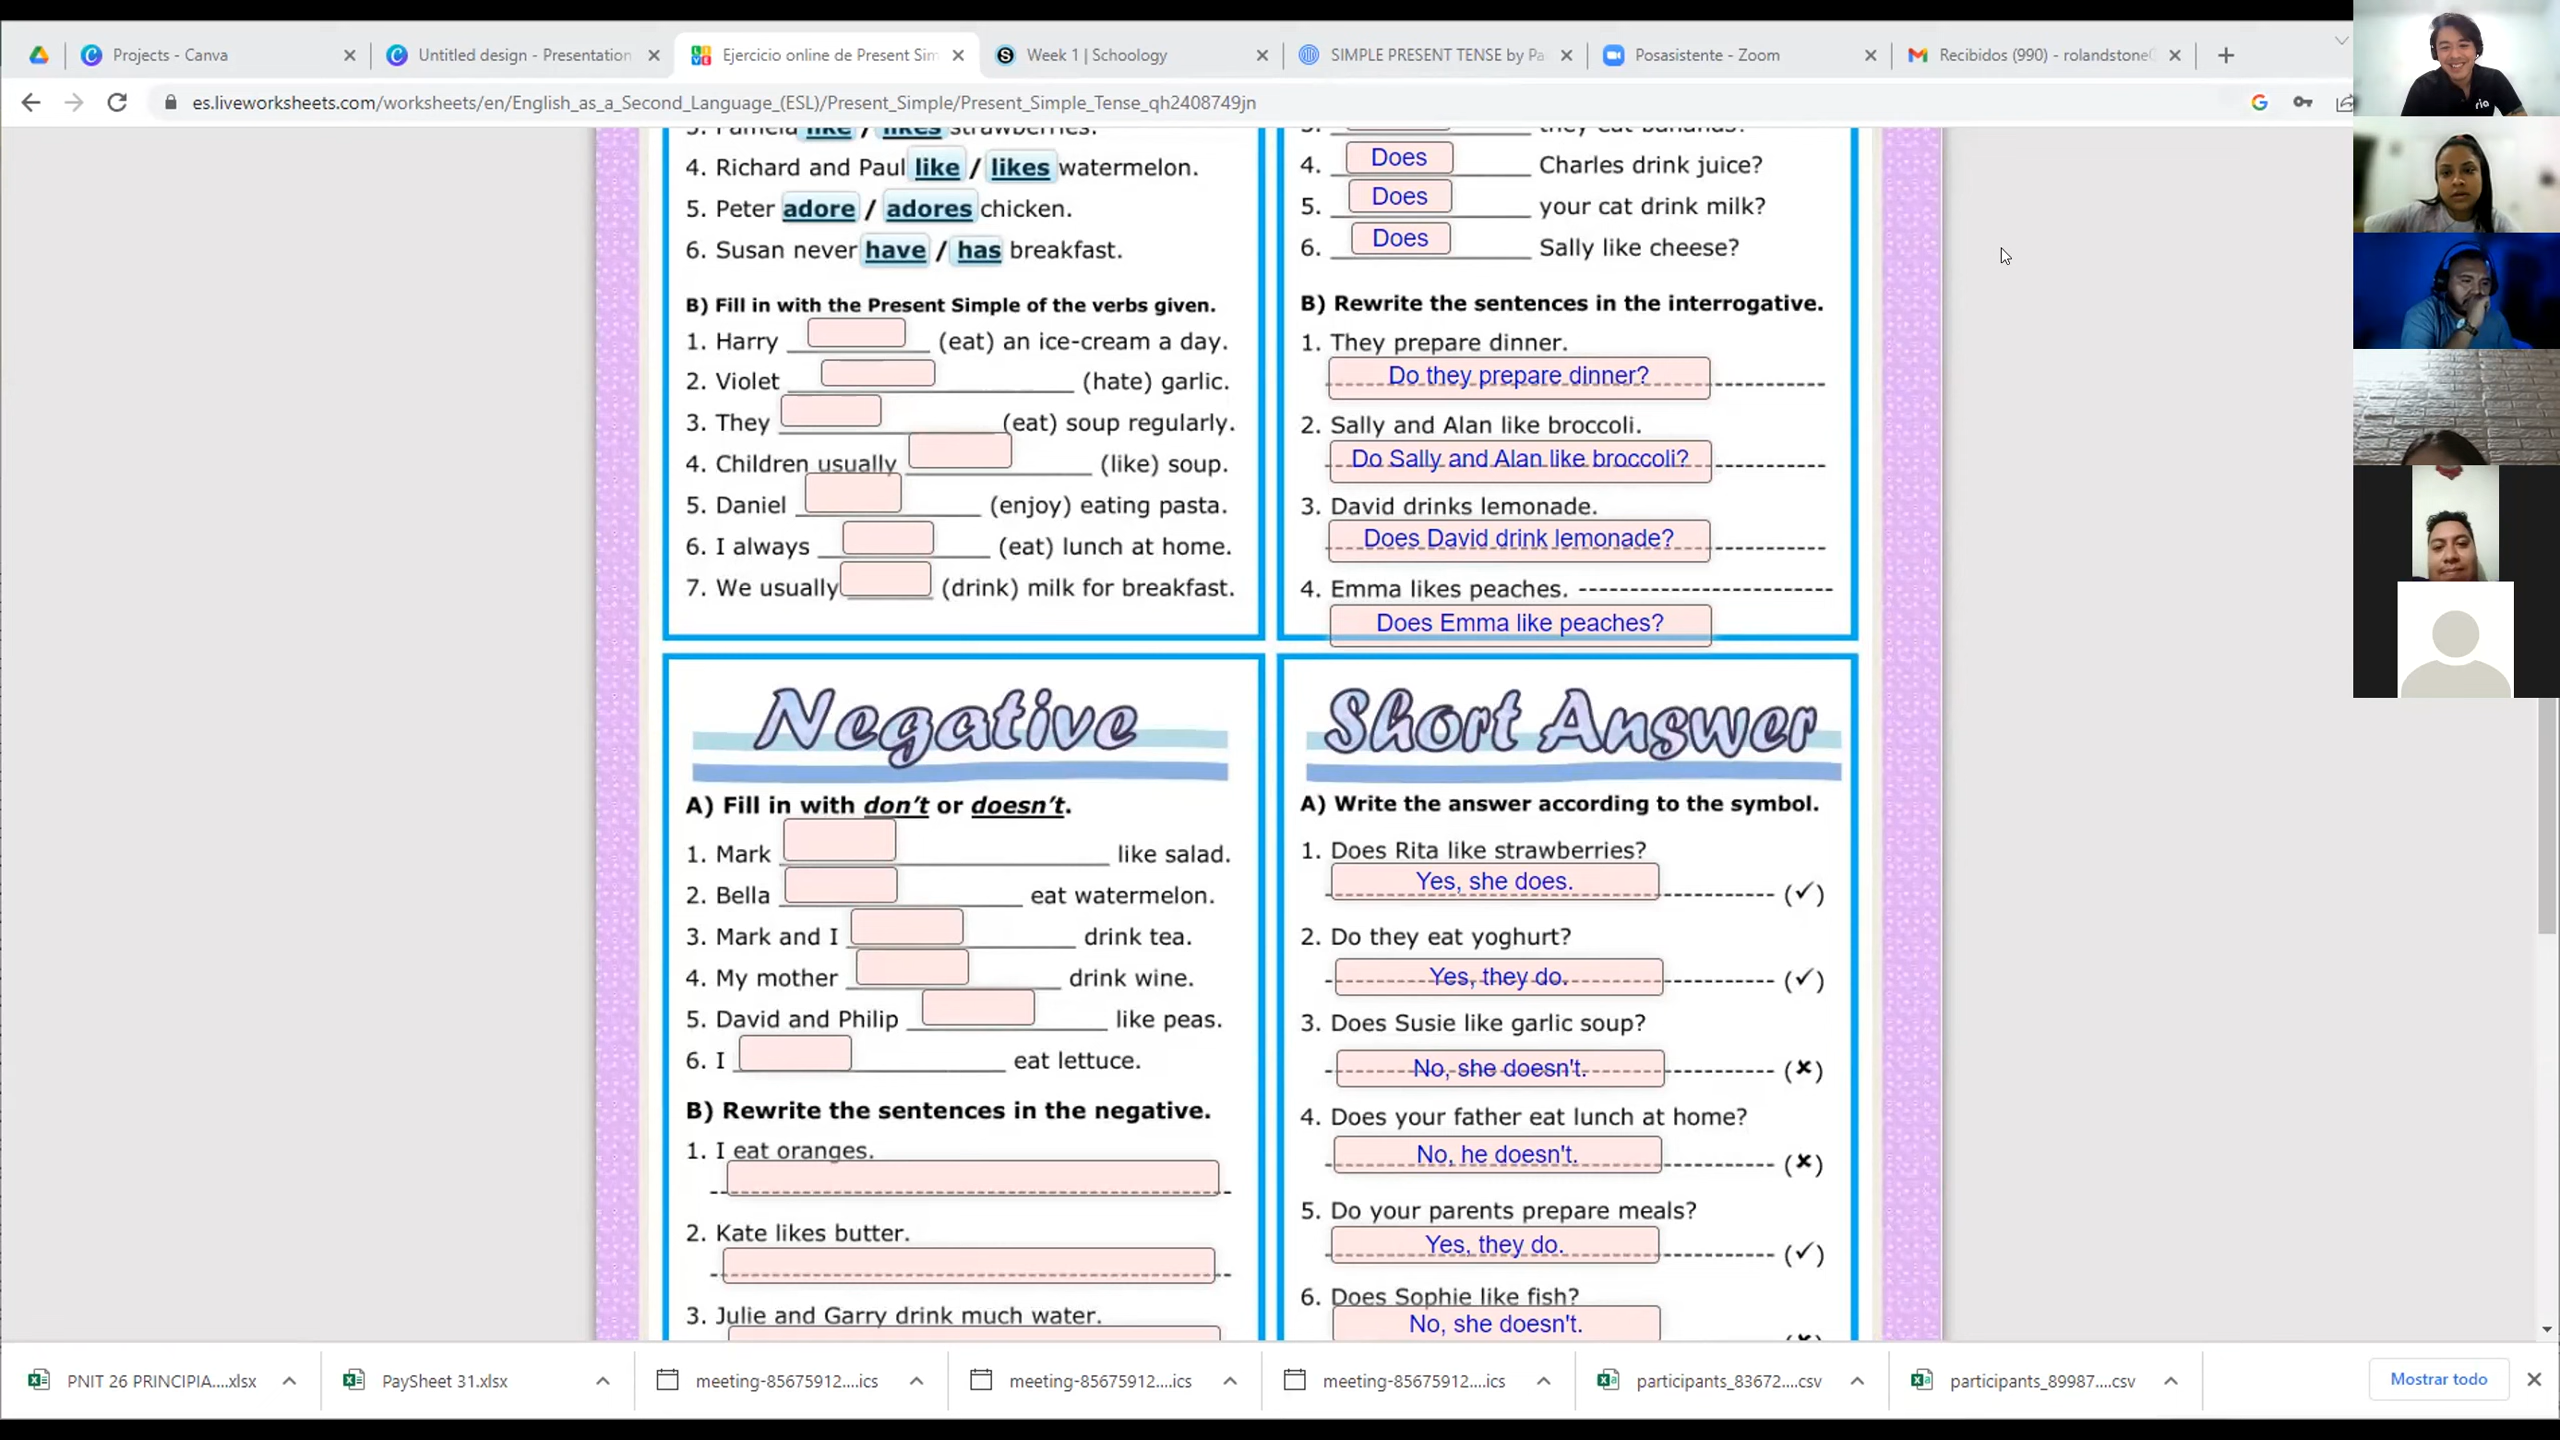 Projects - Canva
Untitled design - Presentation
Ejercicio online de Present Sim
Week 1 | Schoology
SIMPLE PRESENT TENSE by Pa
Posasistente - Zoom
Recibidos (990) - rolandstone
es.liveworksheets.com/worksheets/en/English_as_a_Second_Language_(ESL)/Present_Simple/Present_Simple_Tense_qh2408749jn
3. Pamela like / likes strawberries.
4. Richard and Paul like / likes watermelon.
5. Peter adore / adores chicken.
6. Susan never have / has breakfast.
B) Fill in with the Present Simple of the verbs given.
1. Harry (eat) an ice-cream a day.
2. Violet (hate) garlic.
3. They (eat) soup regularly.
4. Children usually (like) soup.
5. Daniel (enjoy) eating pasta.
6. I always (eat) lunch at home.
7. We usually (drink) milk for breakfast.
3. they eat bananas?
4. Does Charles drink juice?
5. Does your cat drink milk?
6. Does Sally like cheese?
B) Rewrite the sentences in the interrogative.
1. They prepare dinner.
Do they prepare dinner?
2. Sally and Alan like broccoli.
Do Sally and Alan like broccoli?
3. David drinks lemonade.
Does David drink lemonade?
4. Emma likes peaches.
Does Emma like peaches?
Negative
A) Fill in with don't or doesn't.
1. Mark like salad.
2. Bella eat watermelon.
3. Mark and I drink tea.
4. My mother drink wine.
5. David and Philip like peas.
6. I eat lettuce.
B) Rewrite the sentences in the negative.
1. I eat oranges.
2. Kate likes butter.
3. Julie and Garry drink much water.
Short Answer
A) Write the answer according to the symbol.
1. Does Rita like strawberries?
Yes, she does. (✓)
2. Do they eat yoghurt?
Yes, they do. (✓)
3. Does Susie like garlic soup?
No, she doesn't. (✗)
4. Does your father eat lunch at home?
No, he doesn't. (✗)
5. Do your parents prepare meals?
Yes, they do. (✓)
6. Does Sophie like fish?
No, she doesn't.
ria
PNIT 26 PRINCIPIA....xlsx
PaySheet 31.xlsx
meeting-85675912....ics
meeting-85675912....ics
meeting-85675912....ics
participants_83672....csv
participants_89987....csv
Mostrar todo